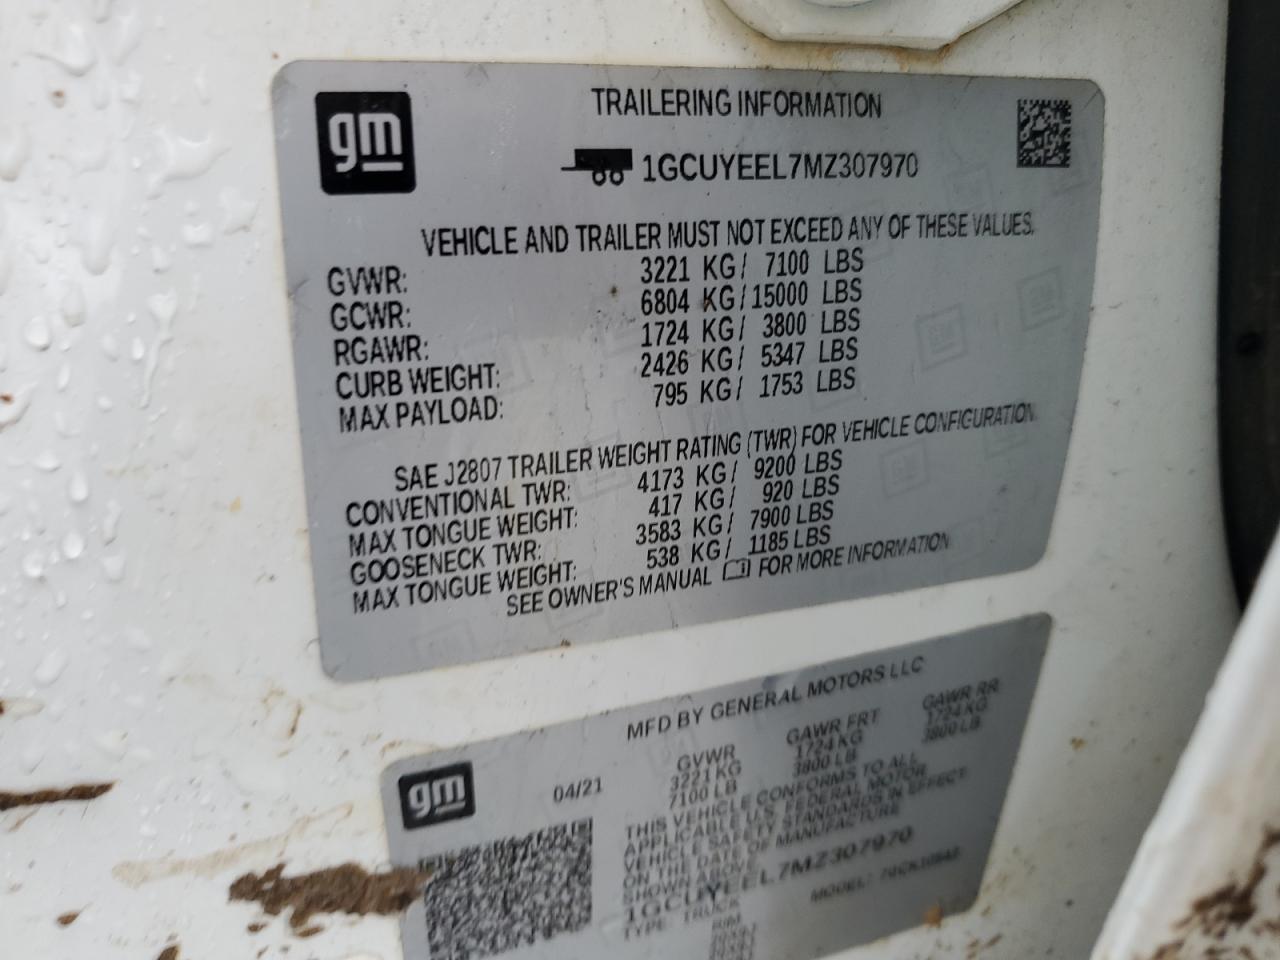 gm
TRAILERING INFORMATION
1GCUYEEL7MZ307970
VEHICLE AND TRAILER MUST NOT EXCEED ANY OF THESE VALUES.
GVWR: 3221 KG/ 7100 LBS
GCWR: 6804 KG/ 15000 LBS
RGAWR: 1724 KG/ 3800 LBS
CURB WEIGHT: 2426 KG/ 5347 LBS
MAX PAYLOAD: 795 KG/ 1753 LBS
SAE J2807 TRAILER WEIGHT RATING (TWR) FOR VEHICLE CONFIGURATION
CONVENTIONAL TWR: 4173 KG/ 9200 LBS
MAX TONGUE WEIGHT: 417 KG/ 920 LBS
GOOSENECK TWR: 3583 KG/ 7900 LBS
MAX TONGUE WEIGHT: 538 KG/ 1185 LBS
SEE OWNER'S MANUAL FOR MORE INFORMATION
gm
MFD BY GENERAL MOTORS LLC
04/21
GVWR GAWR FRT GAWR RR
3221 KG 1724 KG 1724 KG
7100 LB 3800 LB 3800 LB
THIS VEHICLE CONFORMS TO ALL
APPLICABLE U.S. FEDERAL MOTOR
VEHICLE SAFETY STANDARDS IN EFFECT
ON THE DATE OF MANUFACTURE
SHOWN ABOVE
1GCUYEEL7MZ307970
TYPE: TRUCK MODEL:
RIM